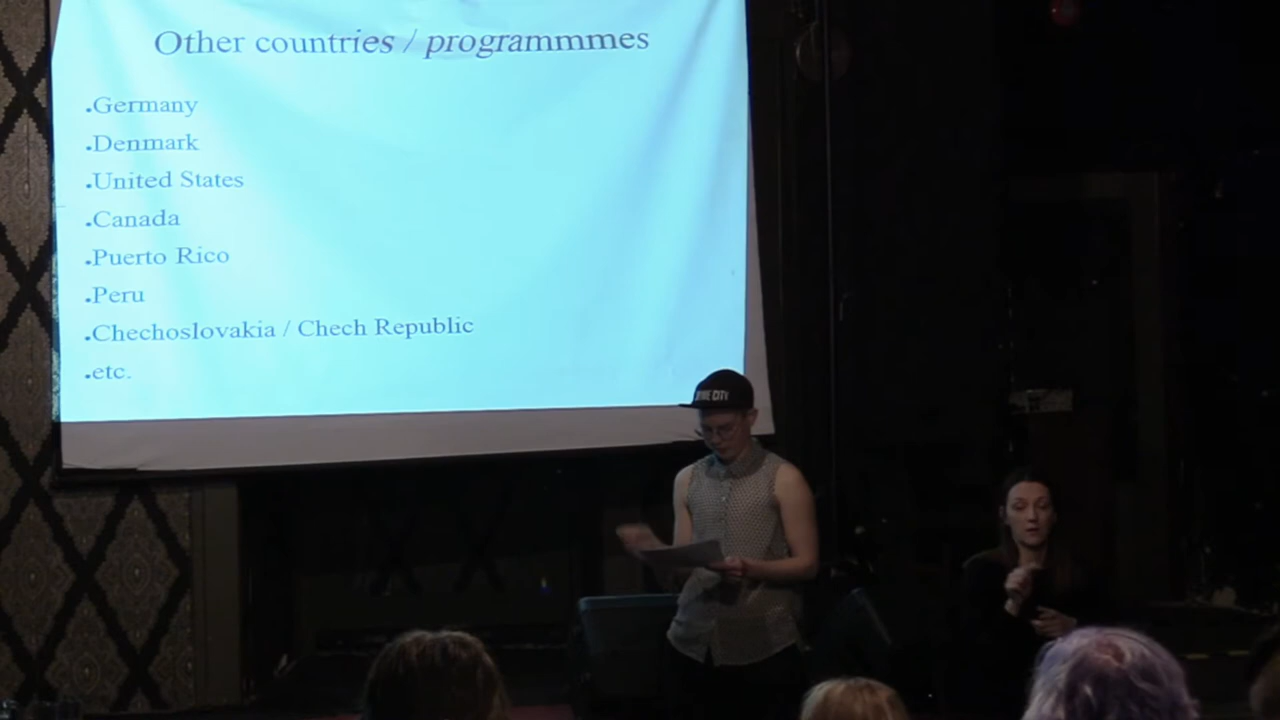 Other countries / programmmes
.Germany
.Denmark
.United States
.Canada
.Puerto Rico
.Peru
.Chechoslovakia / Chech Republic
.etc.